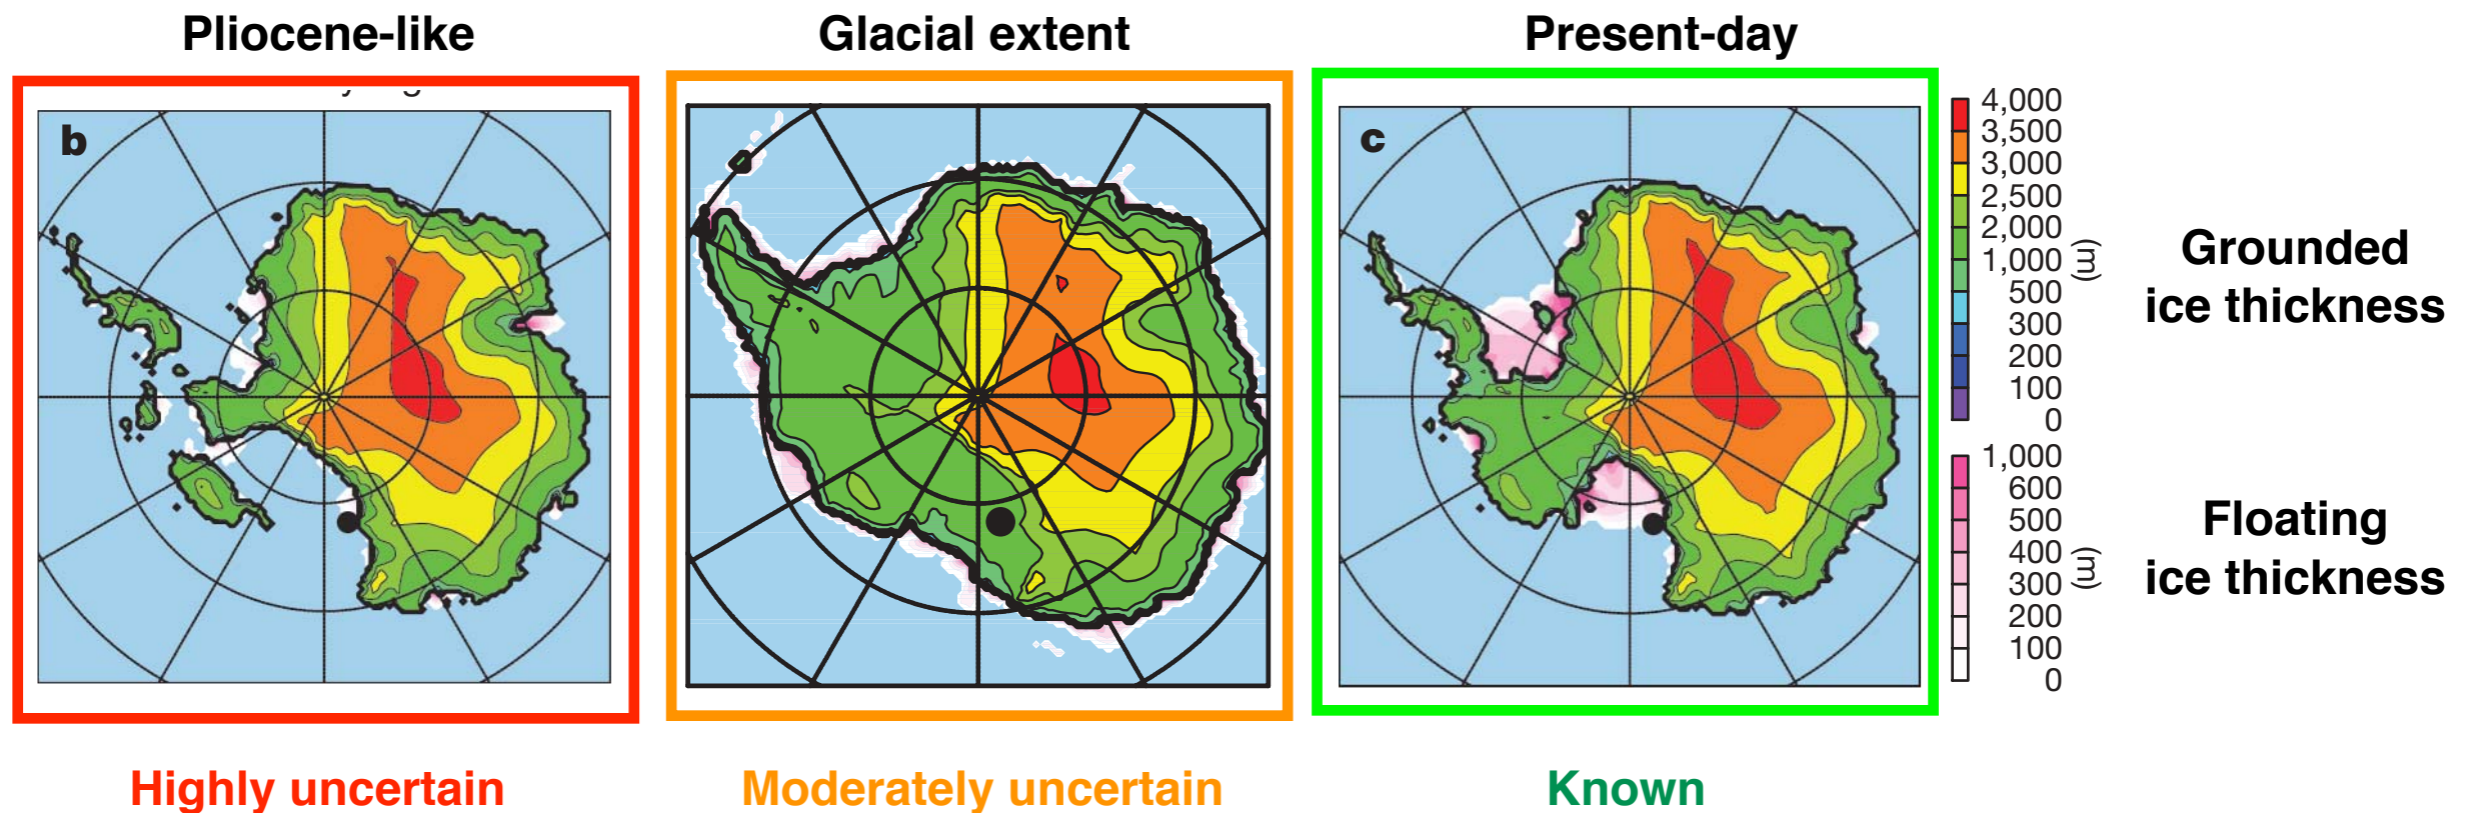 Pliocene-like
Glacial extent
Present-day
b
c
4,000
3,500
3,000
2,500
2,000
1,000
500
300
200
100
0
(m)
Grounded
ice thickness
1,000
600
500
400
300
200
100
0
(m)
Floating
ice thickness
Highly uncertain
Moderately uncertain
Known